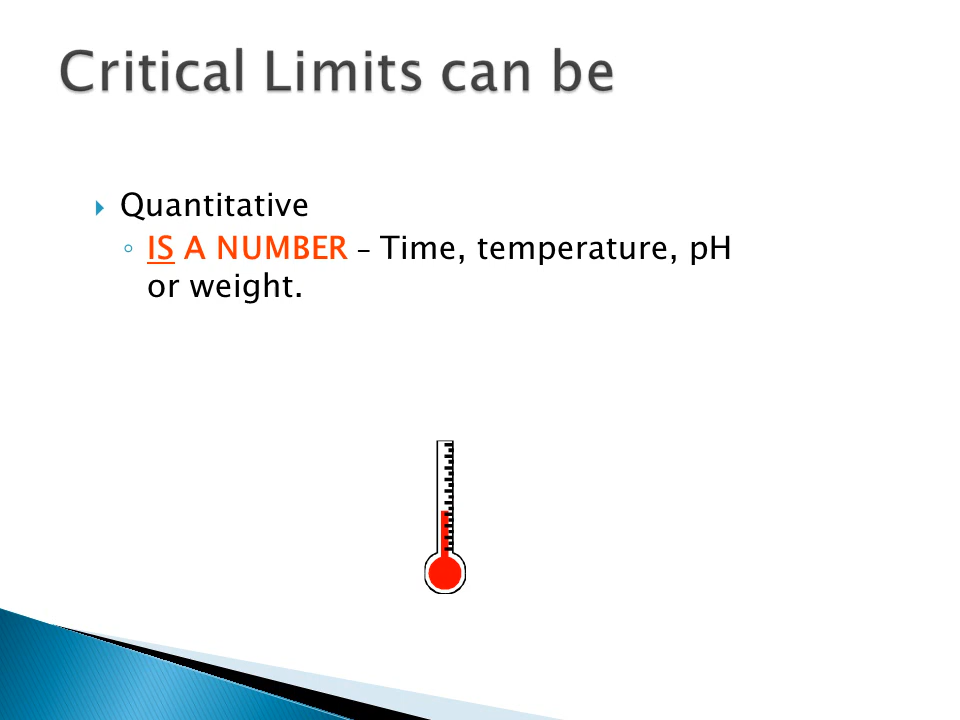 Critical Limits can be
Quantitative
IS A NUMBER – Time, temperature, pH
or weight.